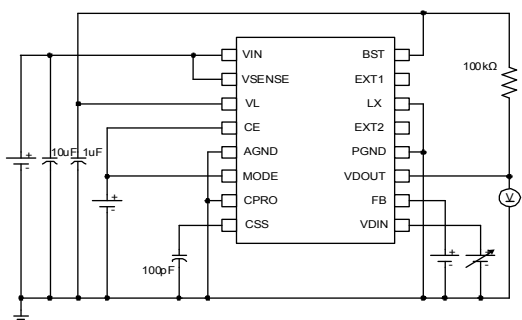 VIN
VSENSE
VL
CE
AGND
MODE
CPRO
CSS
BST
EXT1
LX
EXT2
PGND
VDOUT
FB
VDIN
100kΩ
10uF
1uF
100pF
V
+
-
+
-
+
-
+
-